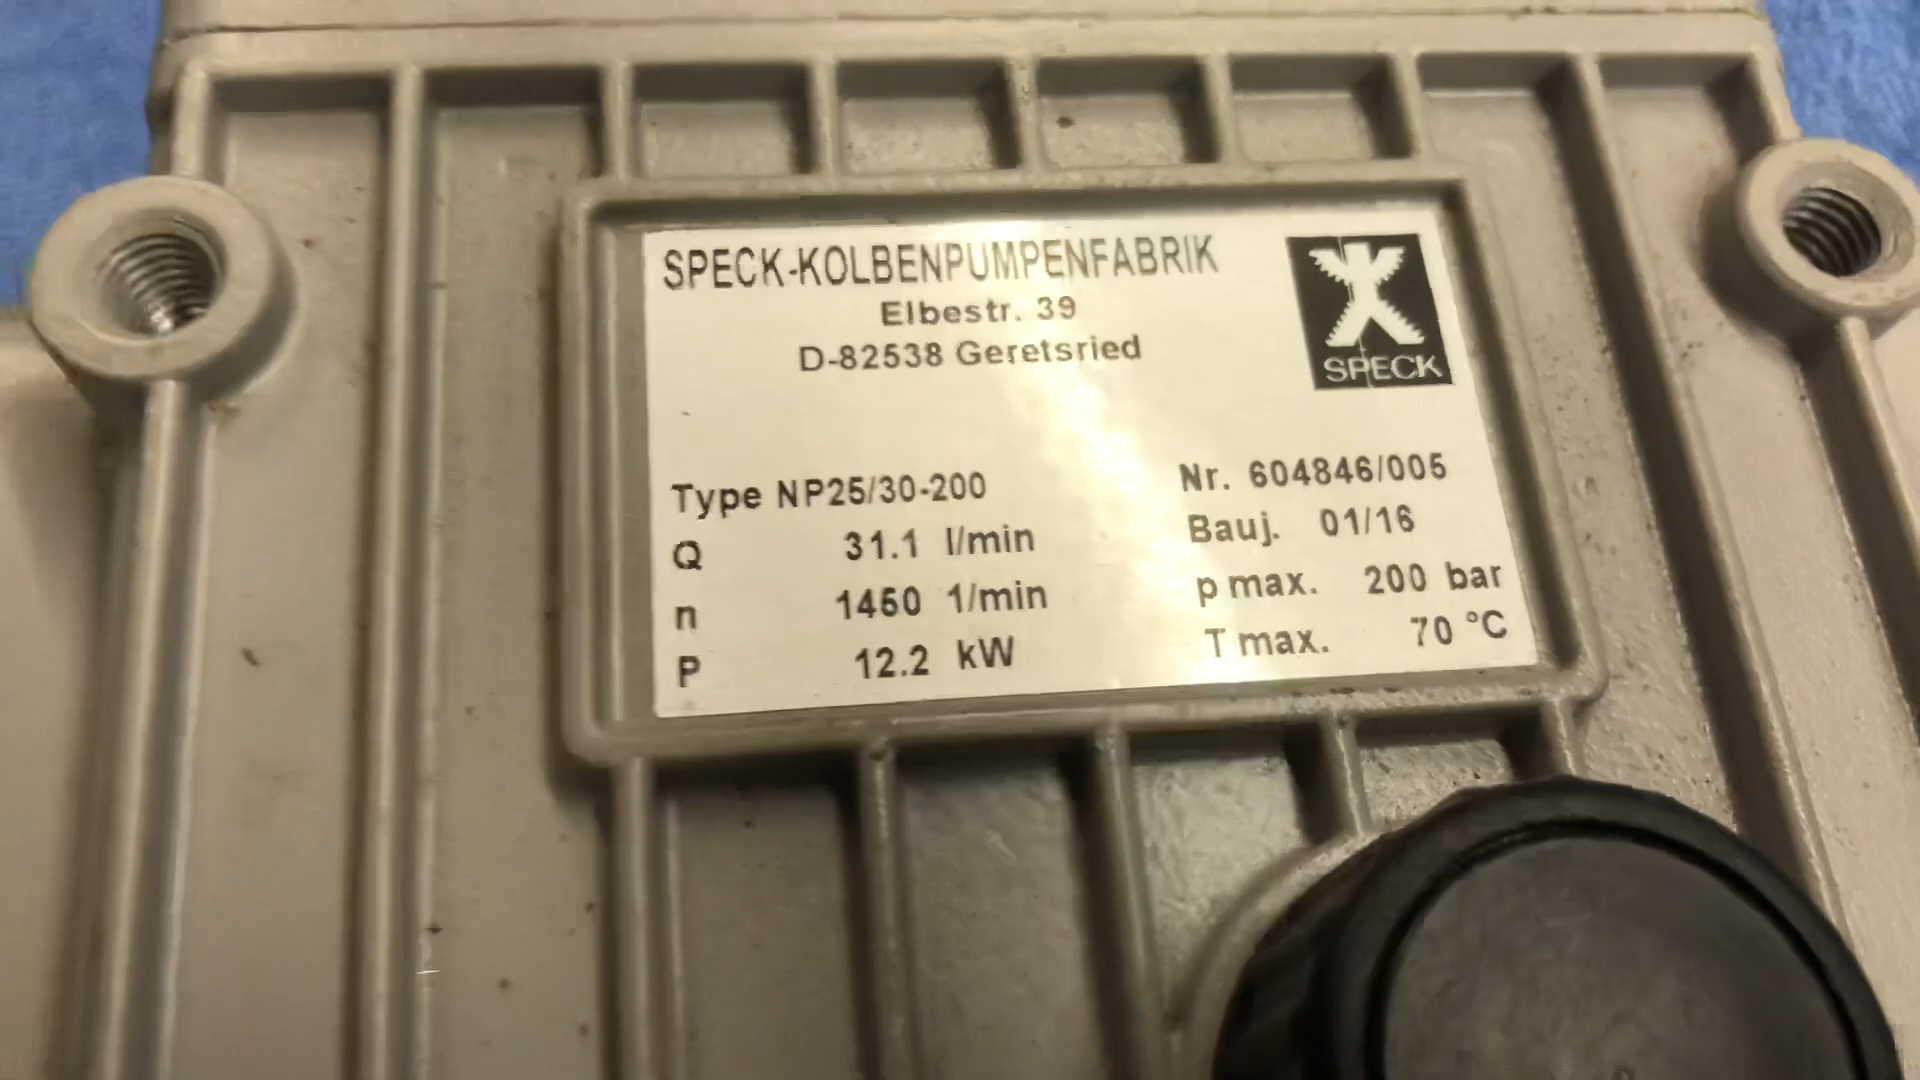 SPECK-KOLBENPUMPENFABRIK
Elbestr. 39
D-82538 Geretsried
SPECK
Type NP25/30-200 Nr. 604846/005
Q 31.1 l/min Bauj. 01/16
n 1450 1/min p max. 200 bar
P 12.2 kW T max. 70 °C